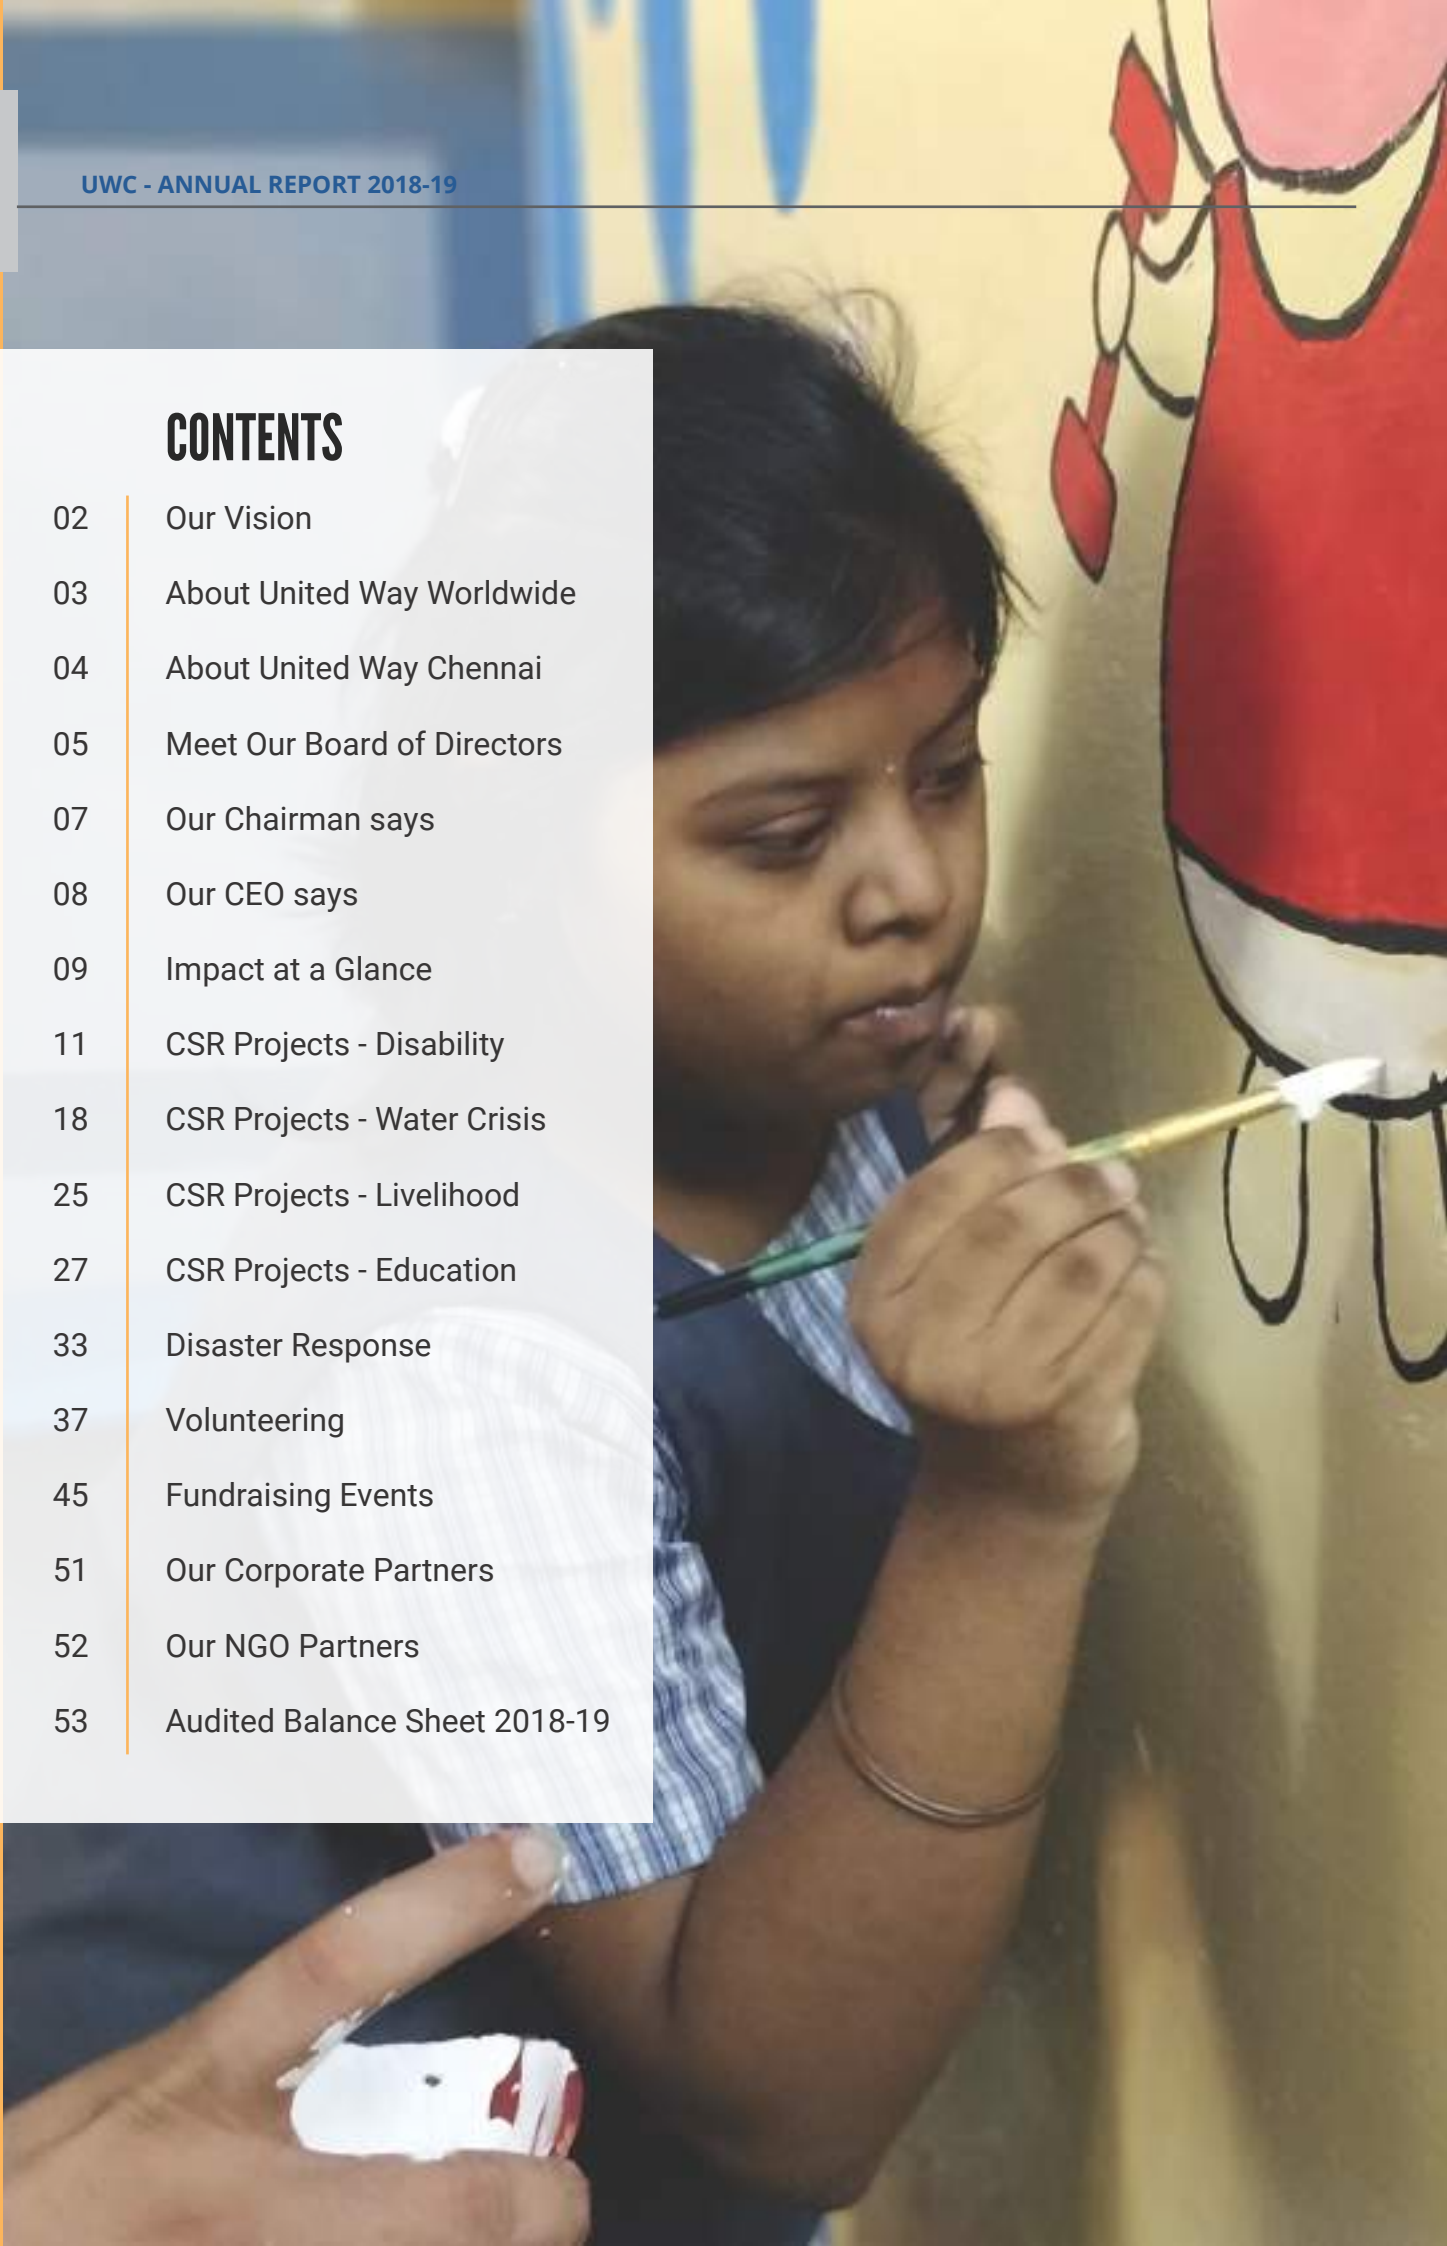 UWC - ANNUAL REPORT 2018-19
CONTENTS
02 Our Vision
03 About United Way Worldwide
04 About United Way Chennai
05 Meet Our Board of Directors
07 Our Chairman says
08 Our CEO says
09 Impact at a Glance
11 CSR Projects - Disability
18 CSR Projects - Water Crisis
25 CSR Projects - Livelihood
27 CSR Projects - Education
33 Disaster Response
37 Volunteering
45 Fundraising Events
51 Our Corporate Partners
52 Our NGO Partners
53 Audited Balance Sheet 2018-19